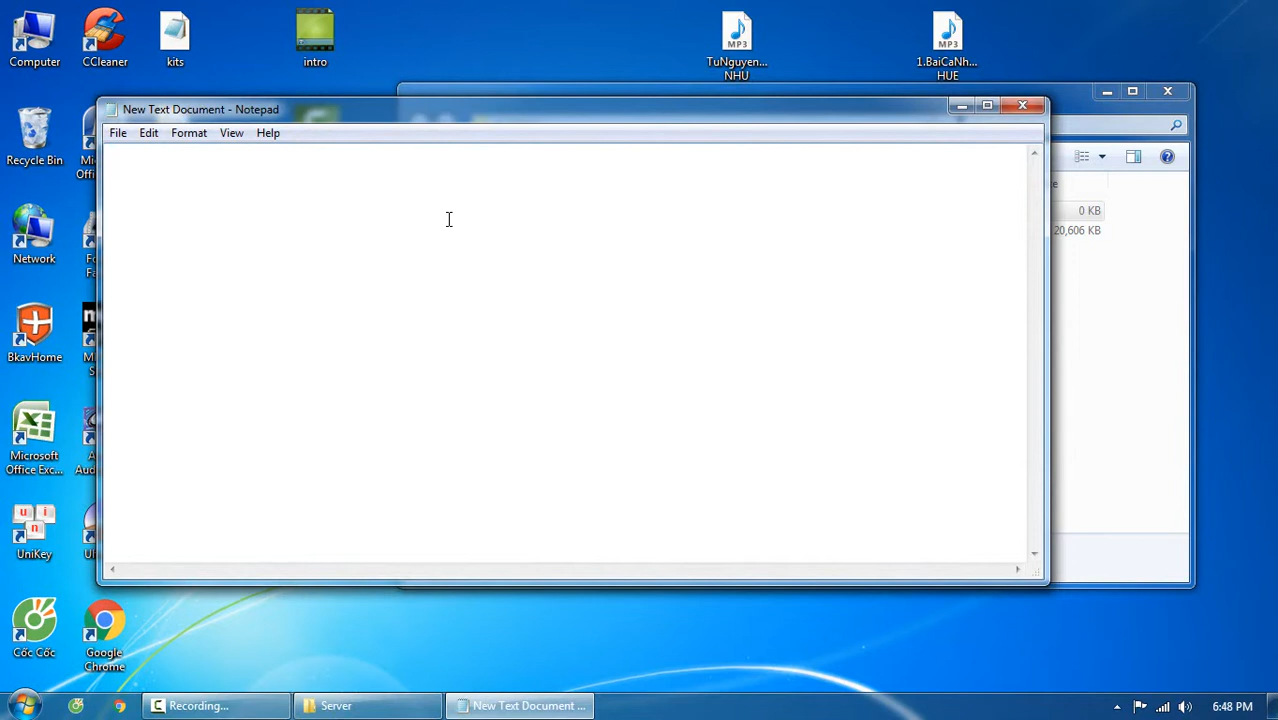 Computer
CCleaner
kits
intro
TuNguyen...
NHU
1.BaiCaNh...
HUE
MP3
MP3
New Text Document - Notepad
File Edit Format View Help
Recycle Bin
Network
BkavHome
Microsoft
Office Exc...
UniKey
Cốc Cốc
Google
Chrome
0 KB
20,606 KB
Recording...
Server
New Text Document ...
6:48 PM